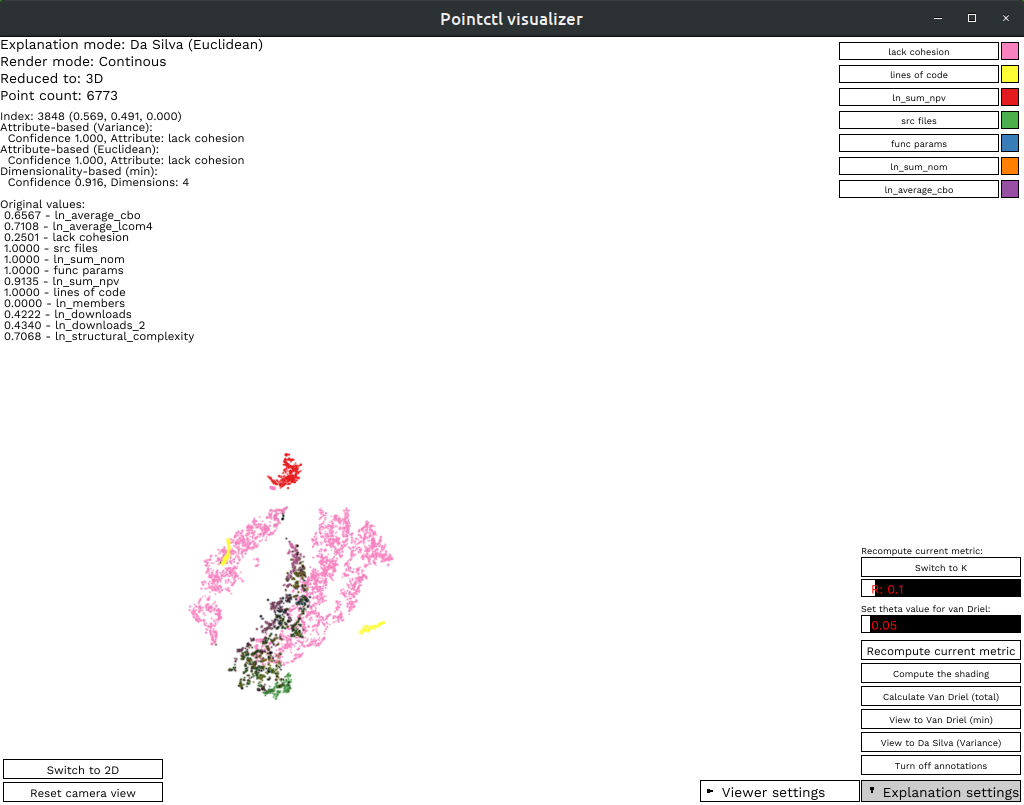 Pointctl visualizer
Explanation mode: Da Silva (Euclidean)
Render mode: Continous
Reduced to: 3D
Point count: 6773
Index: 3848 (0.569, 0.491, 0.000)
Attribute-based (Variance):
Confidence 1.000, Attribute: lack cohesion
Attribute-based (Euclidean):
Confidence 1.000, Attribute: lack cohesion
Dimensionality-based (min):
Confidence 0.916, Dimensions: 4
Original values:
0.6567 - ln_average_cbo
0.7108 - ln_average_lcom4
0.2501 - lack cohesion
1.0000 - src files
1.0000 - ln_sum_nom
1.0000 - func params
0.9135 - ln_sum_npv
1.0000 - lines of code
0.0000 - ln_members
0.4222 - ln_downloads
0.4340 - ln_downloads_2
0.7068 - ln_structural_complexity
lack cohesion
lines of code
ln_sum_npv
src files
func params
ln_sum_nom
ln_average_cbo
Recompute current metric:
Switch to K
R: 0.1
Set theta value for van Driel:
0.05
Recompute current metric
Compute the shading
Calculate Van Driel (total)
View to Van Driel (min)
View to Da Silva (Variance)
Turn off annotations
Switch to 2D
Reset camera view
Viewer settings
Explanation settings